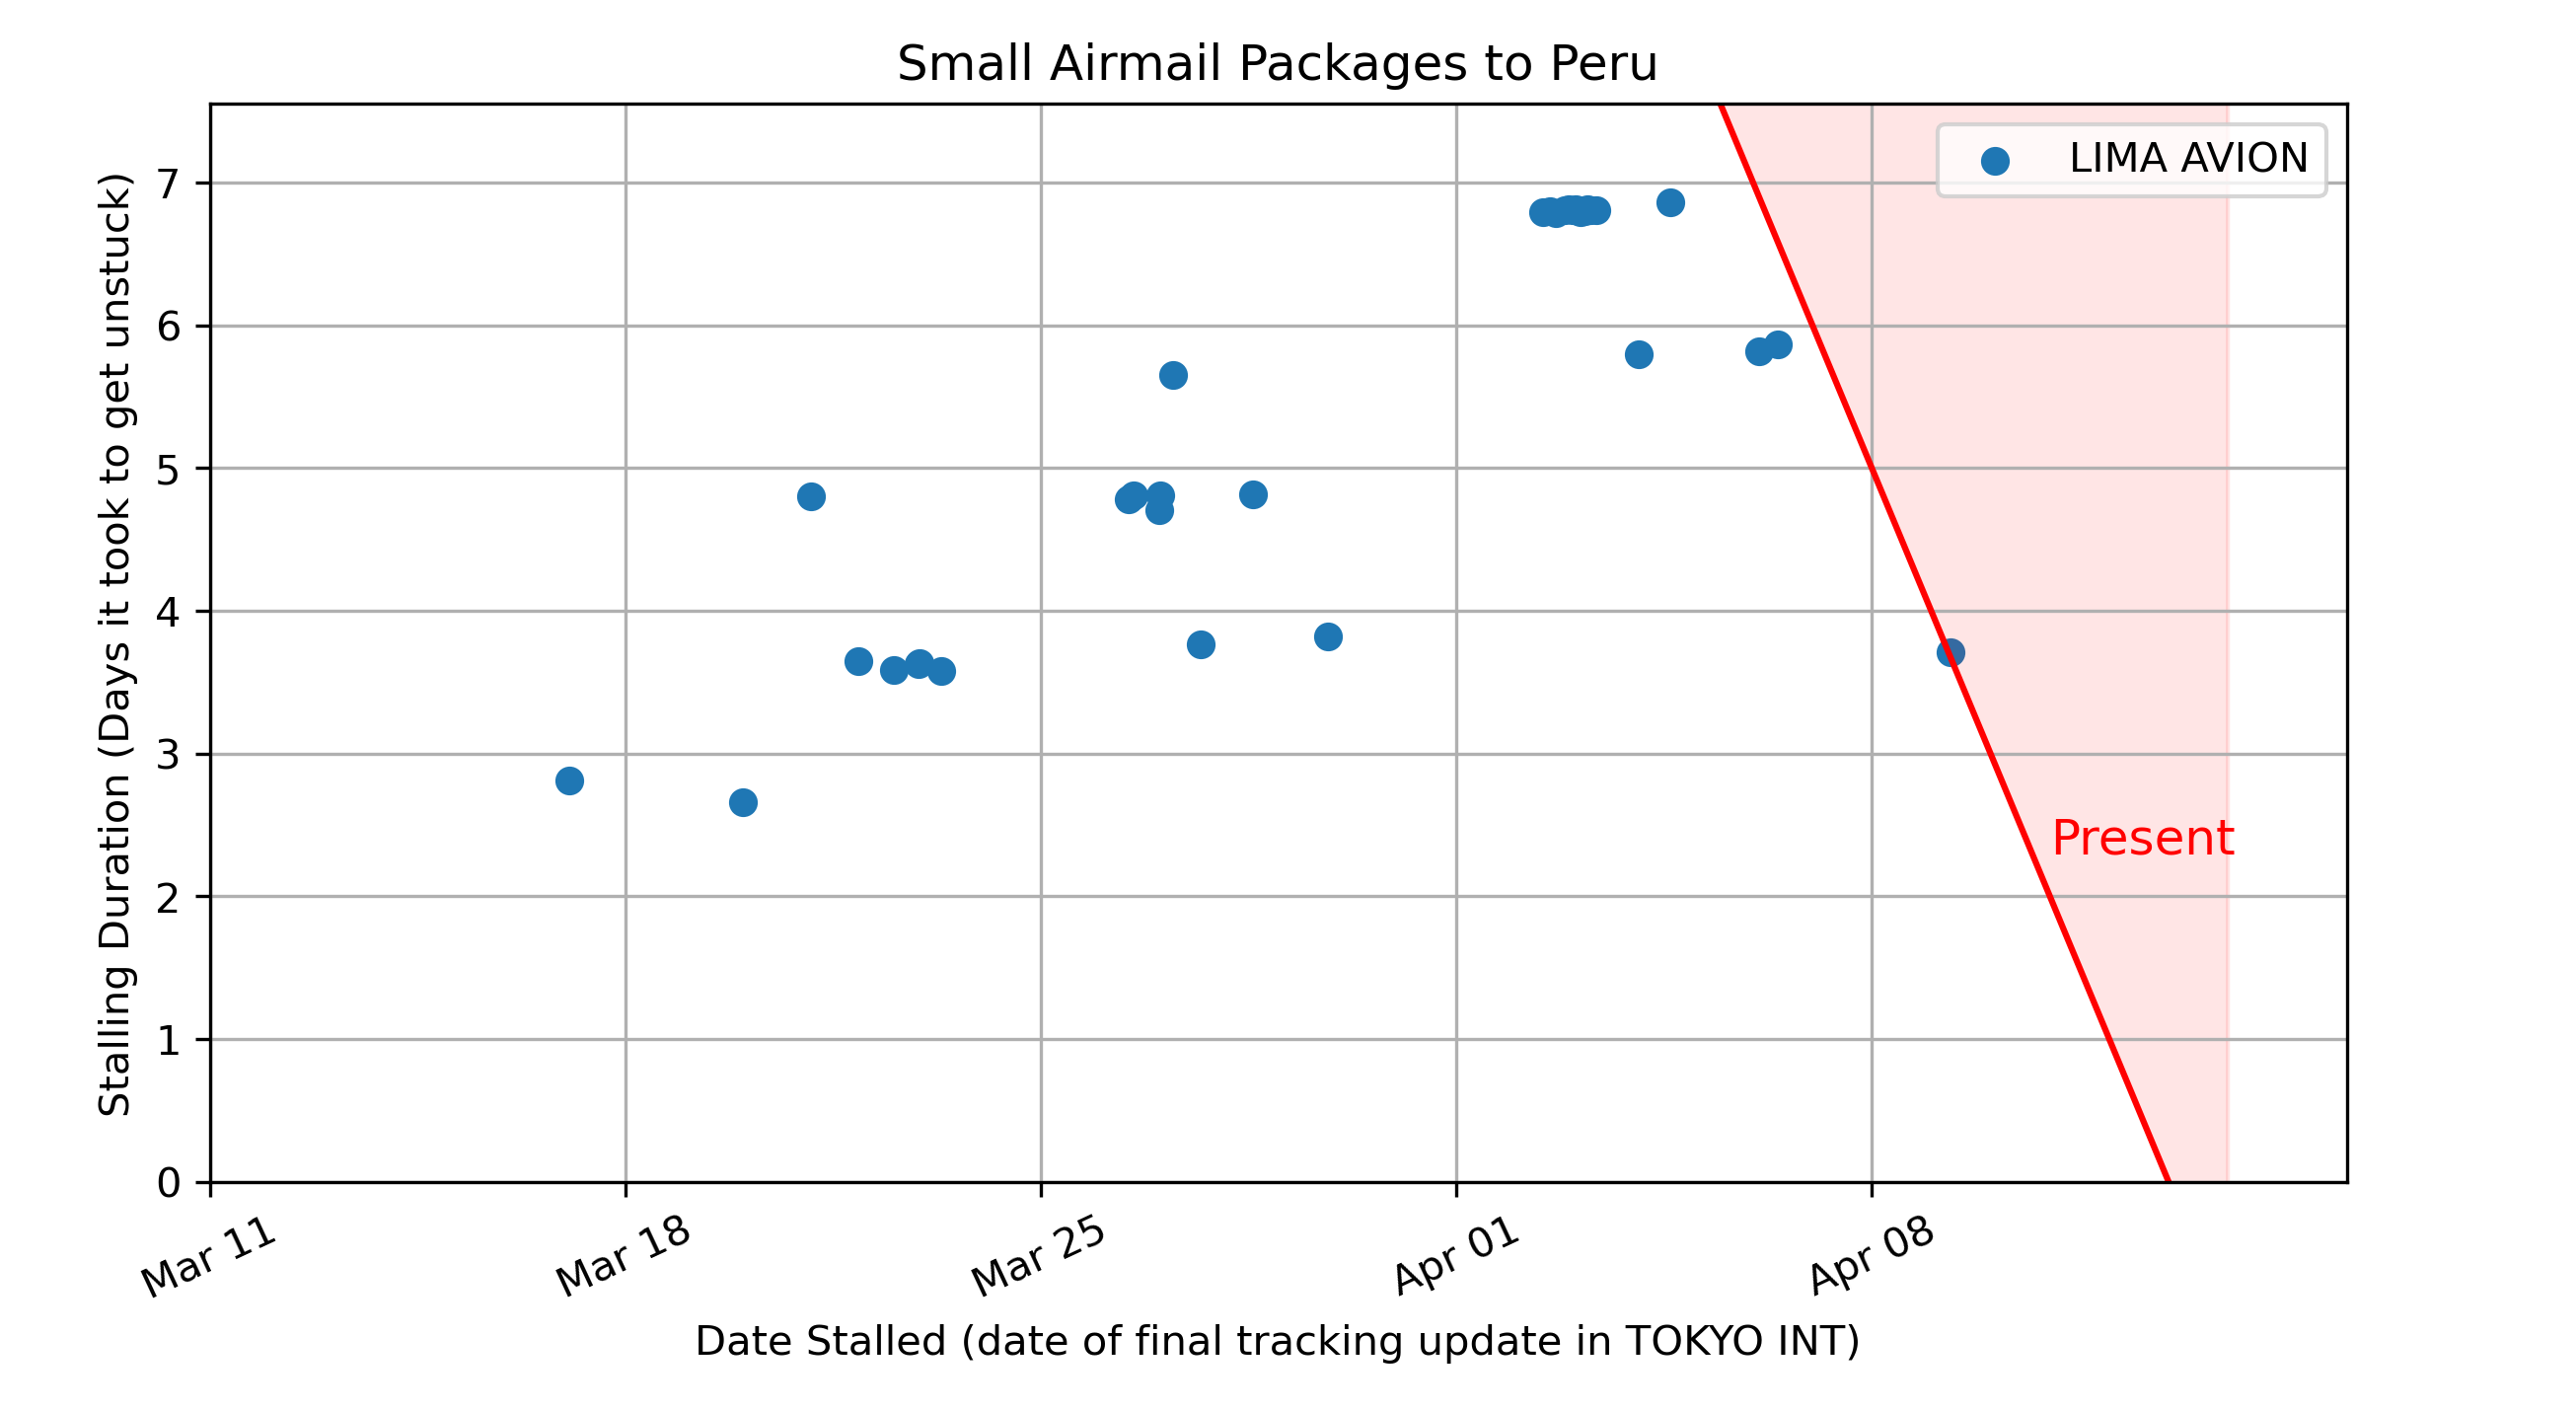 Small Airmail Packages to Peru
LIMA AVION
Stalling Duration (Days it took to get unstuck)
7
6
5
4
3
2
1
0
Present
Mar 11
Mar 18
Mar 25
Apr 01
Apr 08
Date Stalled (date of final tracking update in TOKYO INT)